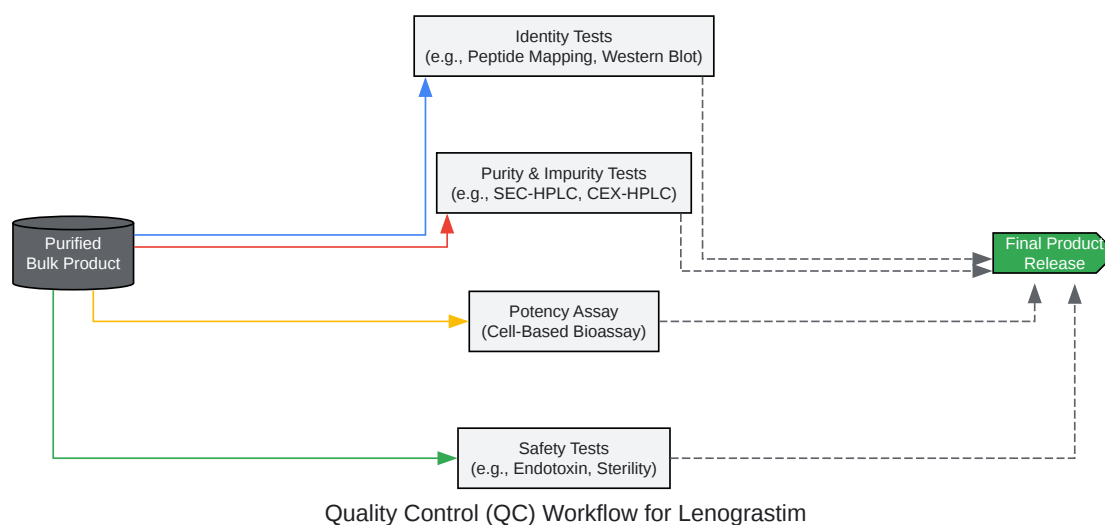 Identity Tests
(e.g., Peptide Mapping, Western Blot)
Purity & Impurity Tests
(e.g., SEC-HPLC, CEX-HPLC)
Purified
Bulk Product
Final Product
Release
Potency Assay
(Cell-Based Bioassay)
Safety Tests
(e.g., Endotoxin, Sterility)
Quality Control (QC) Workflow for Lenograstim